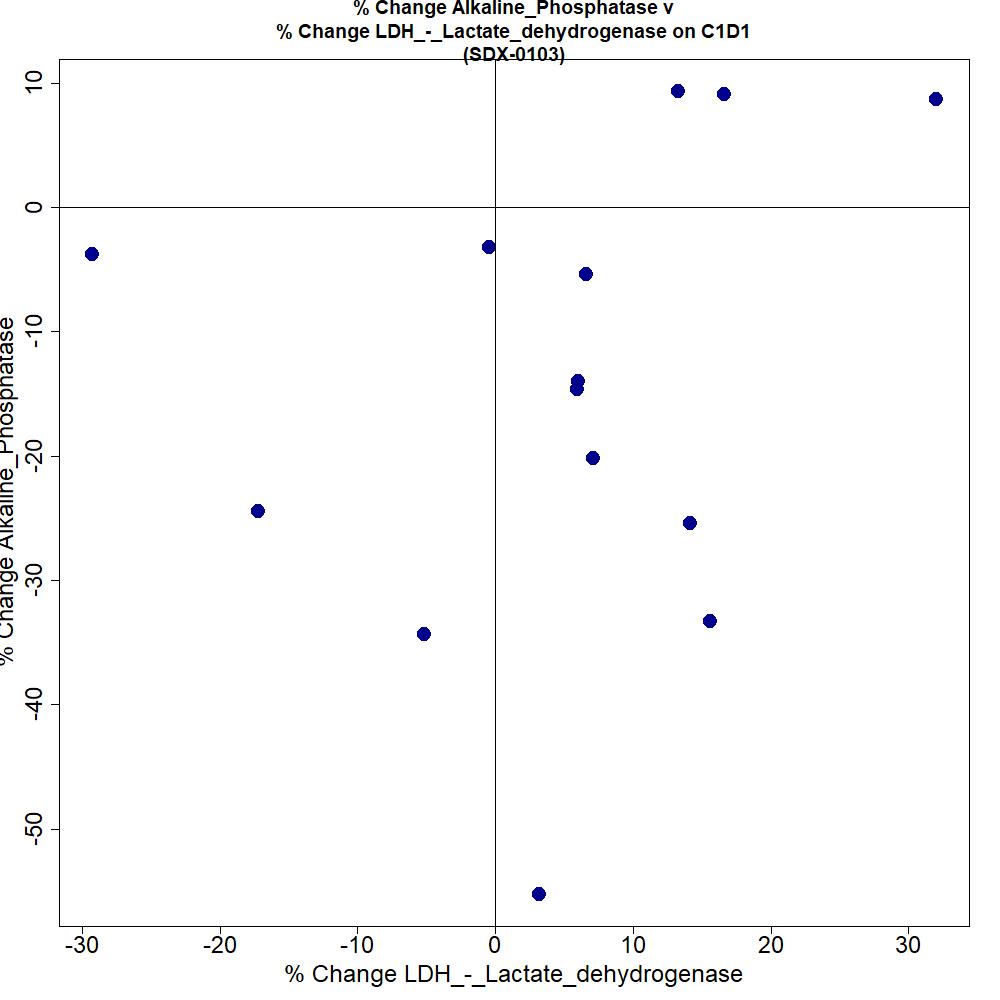 % Change Alkaline_Phosphatase v
% Change LDH_-_Lactate_dehydrogenase on C1D1
(SDX-0103)
% Change Alkaline_Phosphatase
10
0
-10
-20
-30
-40
-50
-30 -20 -10 0 10 20 30
% Change LDH_-_Lactate_dehydrogenase